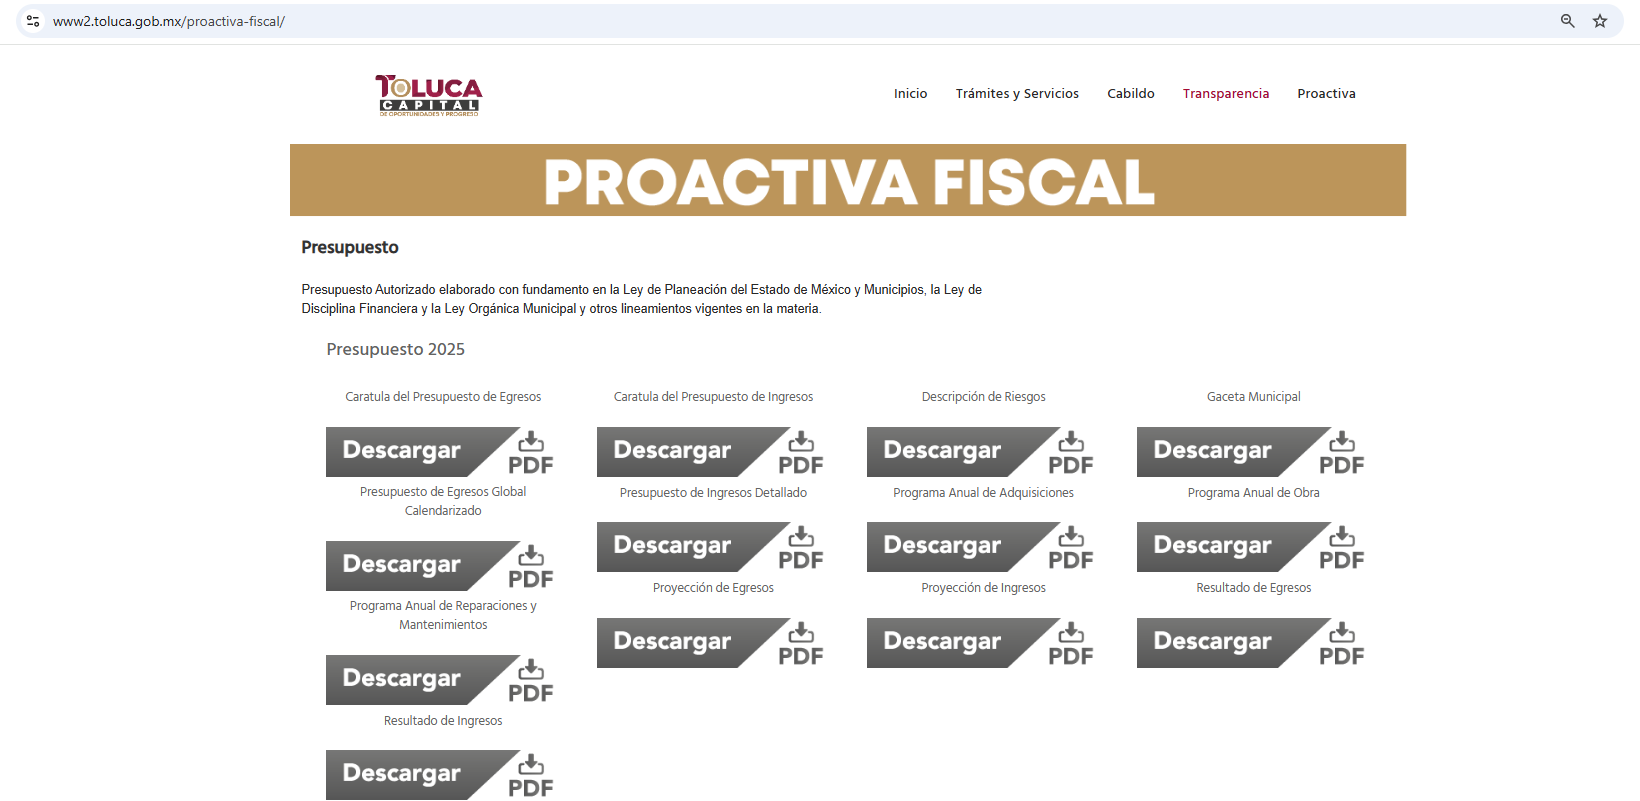 www2.toluca.gob.mx/proactiva-fiscal/
TOLUCA
CAPITAL
DE OPORTUNIDADES Y PROGRESO
Inicio
Trámites y Servicios
Cabildo
Transparencia
Proactiva
PROACTIVA FISCAL
Presupuesto
Presupuesto Autorizado elaborado con fundamento en la Ley de Planeación del Estado de México y Municipios, la Ley de
Disciplina Financiera y la Ley Orgánica Municipal y otros lineamientos vigentes en la materia.
Presupuesto 2025
Caratula del Presupuesto de Egresos
Descargar PDF
Presupuesto de Egresos Global
Calendarizado
Descargar PDF
Programa Anual de Reparaciones y
Mantenimientos
Descargar PDF
Resultado de Ingresos
Descargar PDF
Caratula del Presupuesto de Ingresos
Descargar PDF
Presupuesto de Ingresos Detallado
Descargar PDF
Proyección de Egresos
Descargar PDF
Descripción de Riesgos
Descargar PDF
Programa Anual de Adquisiciones
Descargar PDF
Proyección de Ingresos
Descargar PDF
Gaceta Municipal
Descargar PDF
Programa Anual de Obra
Descargar PDF
Resultado de Egresos
Descargar PDF